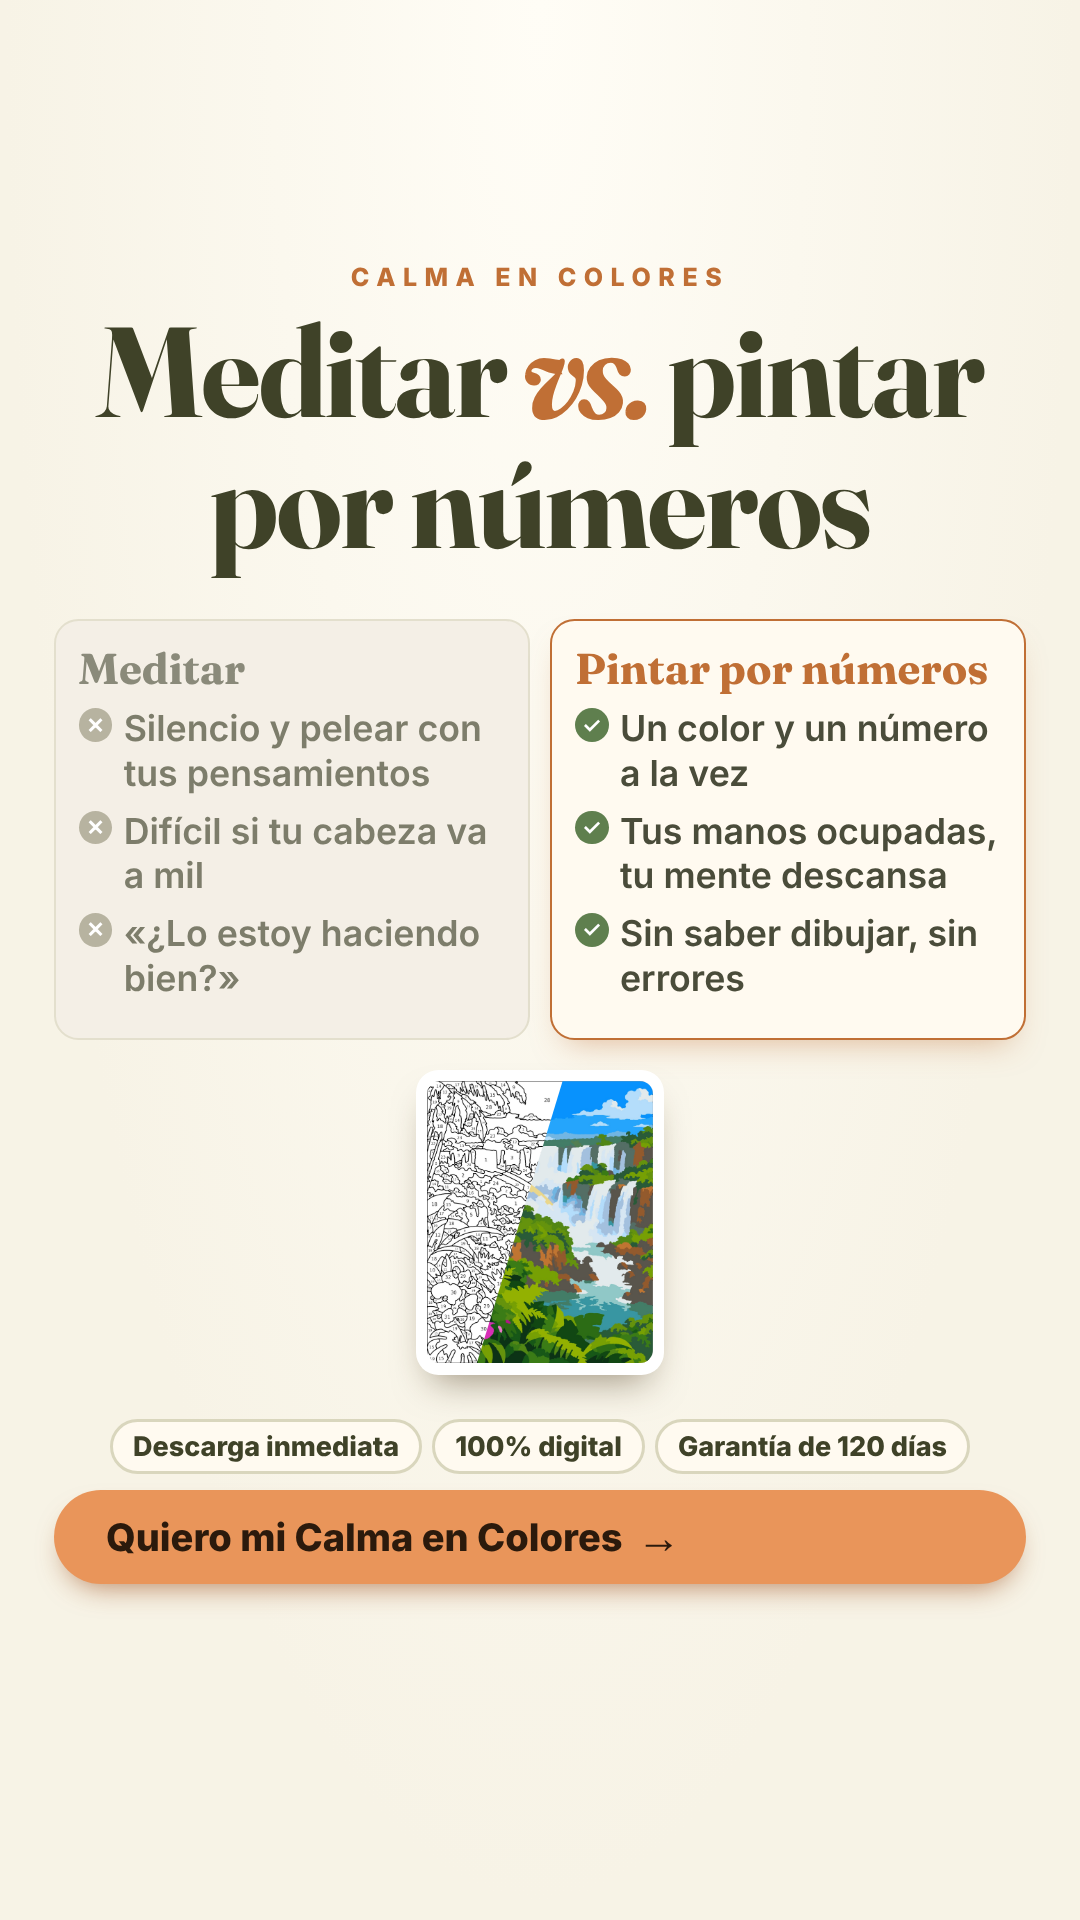 CALMA EN COLORES
Meditar vs. pintar
por números
Meditar
Silencio y pelear con
tus pensamientos
Difícil si tu cabeza va
a mil
«¿Lo estoy haciendo
bien?»
Pintar por números
Un color y un número
a la vez
Tus manos ocupadas,
tu mente descansa
Sin saber dibujar, sin
errores
Descarga inmediata
100% digital
Garantía de 120 días
Quiero mi Calma en Colores →